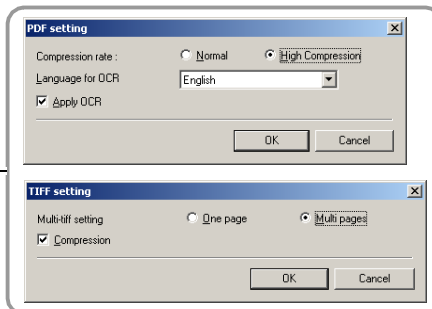 PDF setting
Compression rate : Normal High Compression
Language for OCR English
Apply OCR
OK Cancel
TIFF setting
Multi-tiff setting One page Multi pages
Compression
OK Cancel